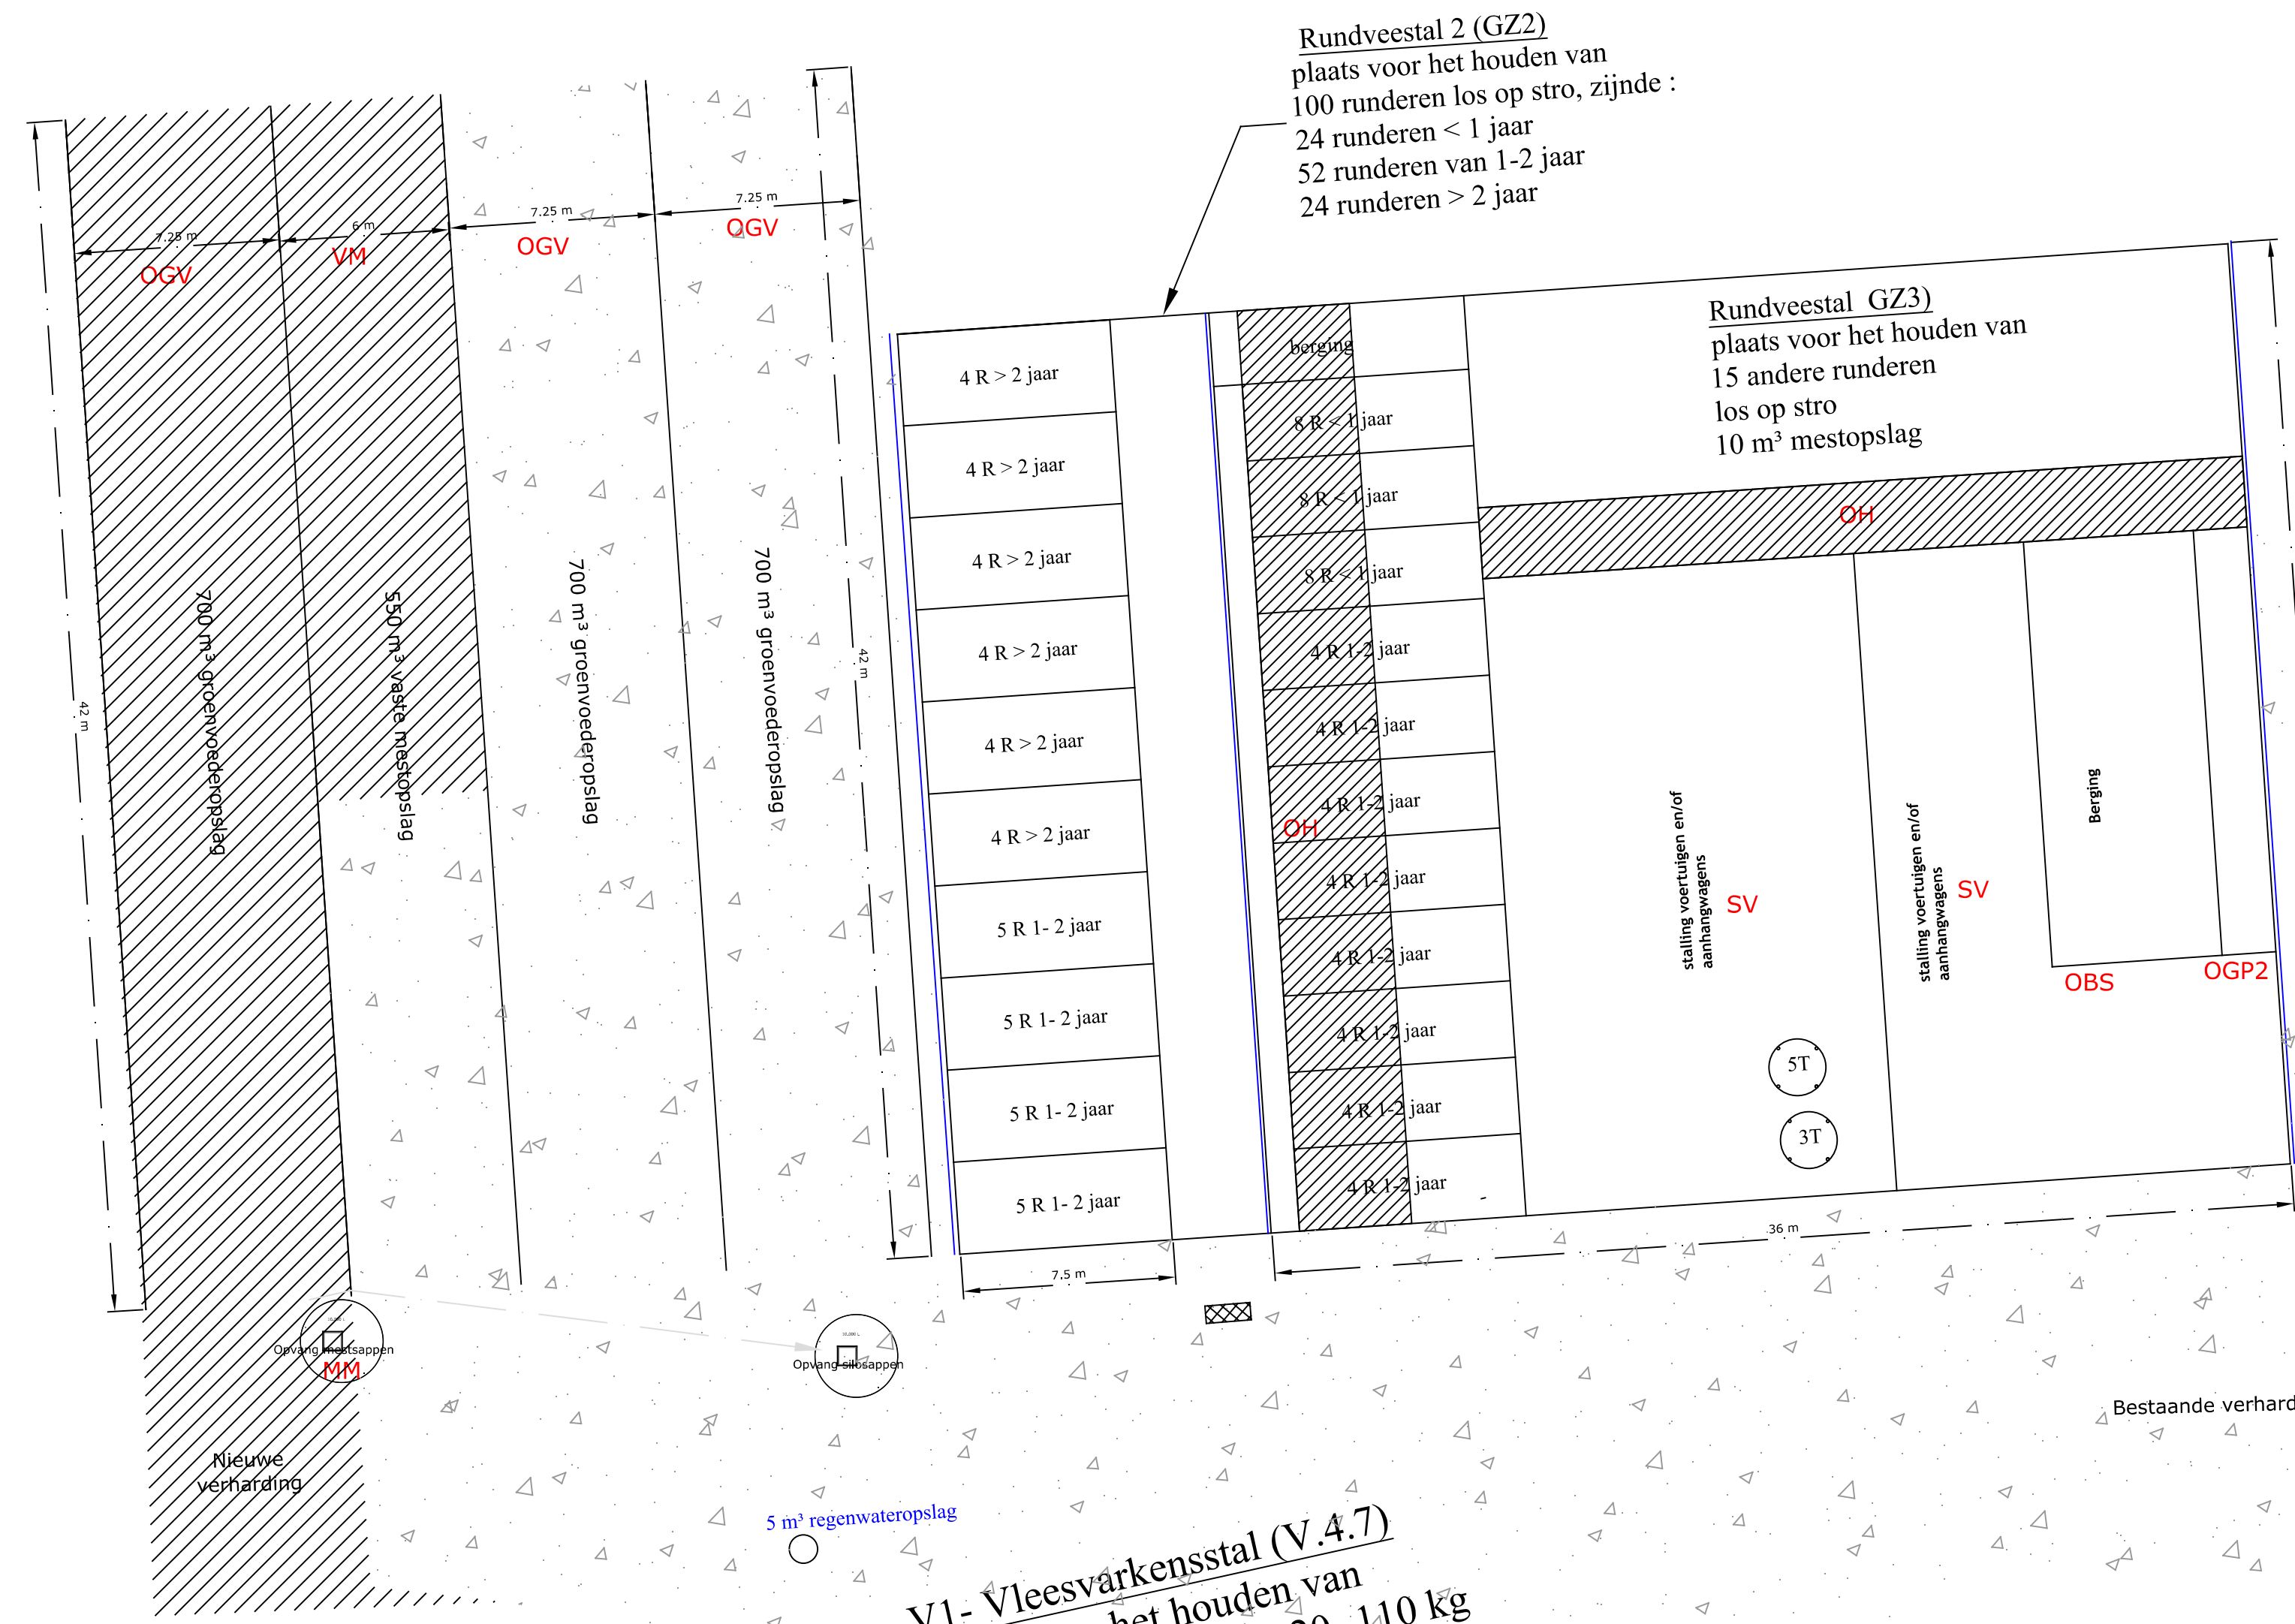 Rundveestal 2 (GZ2)
plaats voor het houden van
100 runderen los op stro, zijnde :
24 runderen < 1 jaar
52 runderen van 1-2 jaar
24 runderen > 2 jaar
7.25 m
OGV
6 m
VM
7.25 m
OGV
7.25 m
OGV
42 m
700 m³ groenvoederopslag
550 m³ vaste mestopslag
700 m³ groenvoederopslag
700 m³ groenvoederopslag
42 m
4 R > 2 jaar
4 R > 2 jaar
4 R > 2 jaar
4 R > 2 jaar
4 R > 2 jaar
4 R > 2 jaar
5 R 1- 2 jaar
5 R 1- 2 jaar
5 R 1- 2 jaar
5 R 1- 2 jaar
7.5 m
berging
8 R < 1 jaar
8 R < 1 jaar
8 R < 1 jaar
4 R 1-2 jaar
4 R 1-2 jaar
4 R 1-2 jaar
OH
4 R 1-2 jaar
4 R 1-2 jaar
4 R 1-2 jaar
4 R 1-2 jaar
4 R 1-2 jaar
-
Rundveestal GZ3)
plaats voor het houden van
15 andere runderen
los op stro
10 m³ mestopslag
OH
stalling voertuigen en/of
aanhangwagens
SV
stalling voertuigen en/of
aanhangwagens
SV
Berging
OBS
OGP2
5T
3T
36 m
10,000 L
Opvang mestsappen
MM
10,000 L
Opvang silosappen
Bestaande verhard
Nieuwe
verharding
5 m³ regenwateropslag
V1- Vleesvarkensstal (V.4.7)
het houden van
110 kg